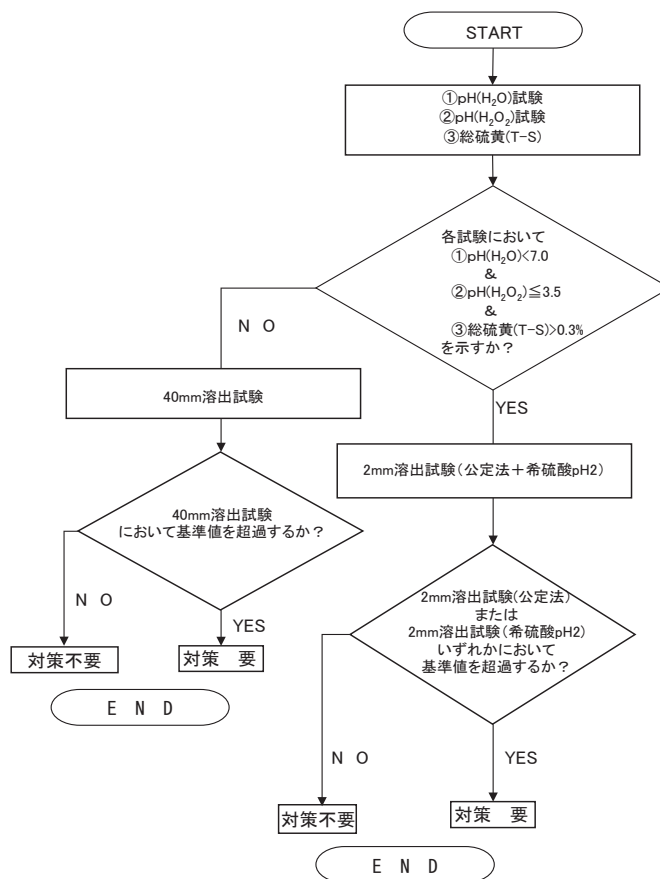 START
①pH(H₂O)試験
②pH(H₂O₂)試験
③総硫黄(T-S)
各試験において
①pH(H₂O)<7.0
&
②pH(H₂O₂)≦3.5
&
③総硫黄(T-S)>0.3%
を示すか？
ＮＯ
YES
40mm溶出試験
2mm溶出試験(公定法＋希硫酸pH2)
40mm溶出試験
において基準値を超過するか？
ＮＯ
YES
対策不要
対策　要
ＥＮＤ
2mm溶出試験(公定法)
または
2mm溶出試験(希硫酸pH2)
いずれかにおいて
基準値を超過するか？
ＮＯ
YES
対策不要
対策　要
ＥＮＤ